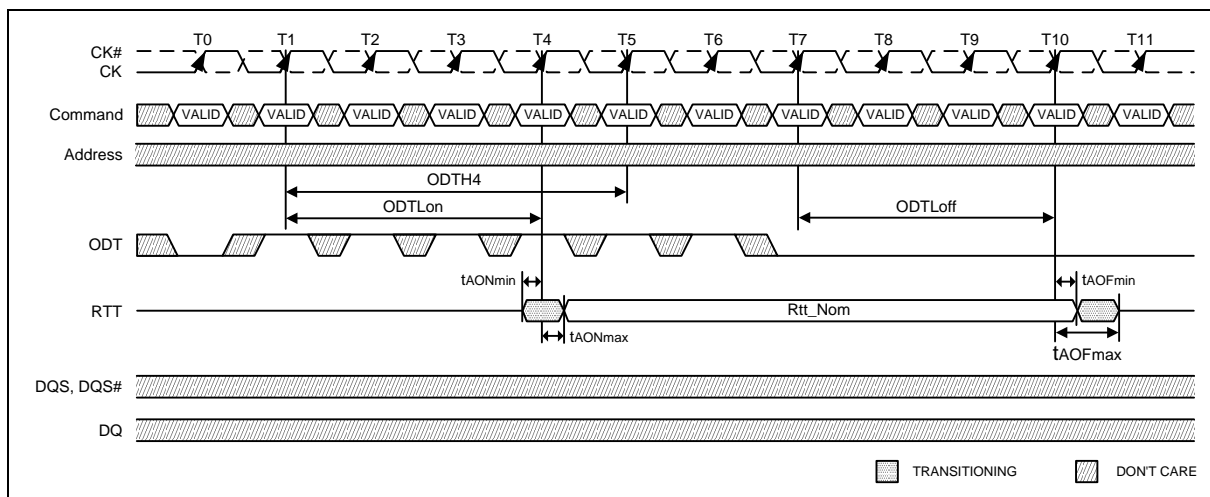 T0 T1 T2 T3 T4 T5 T6 T7 T8 T9 T10 T11
CK#
CK
Command VALID VALID VALID VALID VALID VALID VALID VALID VALID VALID VALID VALID
Address
ODTH4
ODTLon ODTLoff
ODT
tAONmin tAOFmin
RTT Rtt_Nom
tAONmax tAOFmax
DQS, DQS#
DQ
TRANSITIONING DON'T CARE